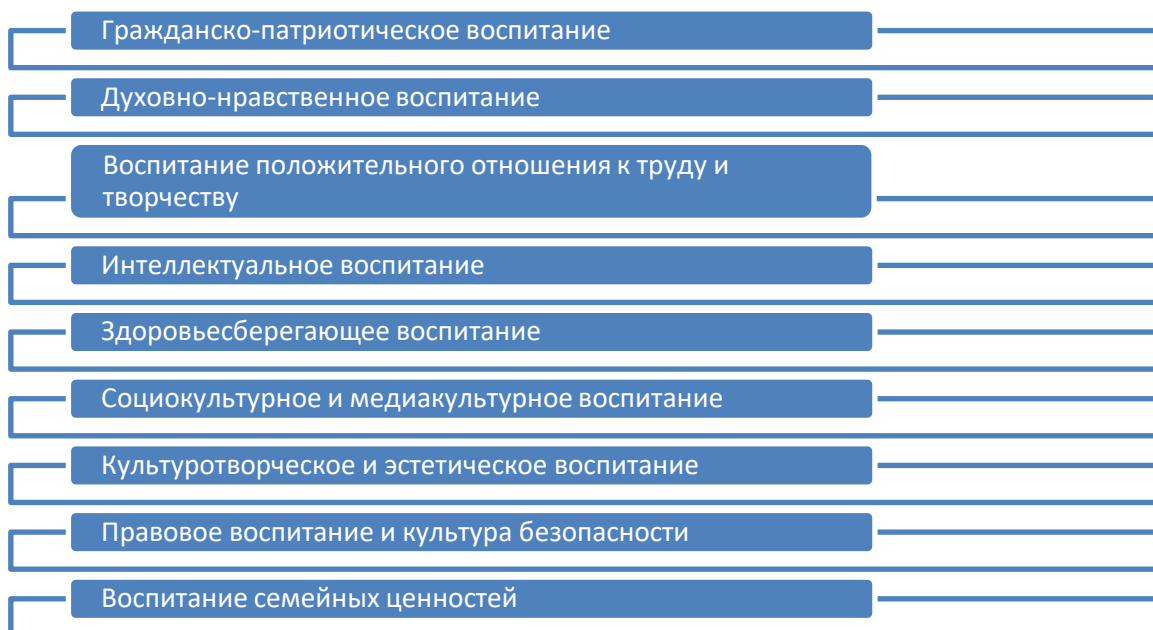 Гражданско-патриотическое воспитание
Духовно-нравственное воспитание
Воспитание положительного отношения к труду и
творчеству
Интеллектуальное воспитание
Здоровьесберегающее воспитание
Социокультурное и медиакультурное воспитание
Культуротворческое и эстетическое воспитание
Правовое воспитание и культура безопасности
Воспитание семейных ценностей